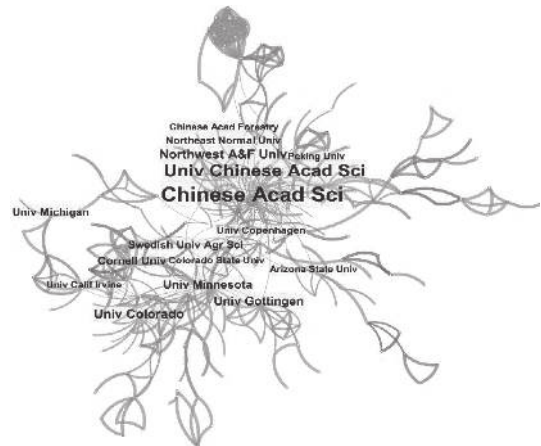 Chinese Acad Forestry
Northeast Normal Univ
Northwest A&F Univ
Peking Univ
Univ Chinese Acad Sci
Chinese Acad Sci
Univ Michigan
Univ Copenhagen
Swedish Univ Agr Sci
Cornell Univ
Colorado State Univ
Arizona State Univ
Univ Calif Irvine
Univ Minnesota
Univ Gottingen
Univ Colorado